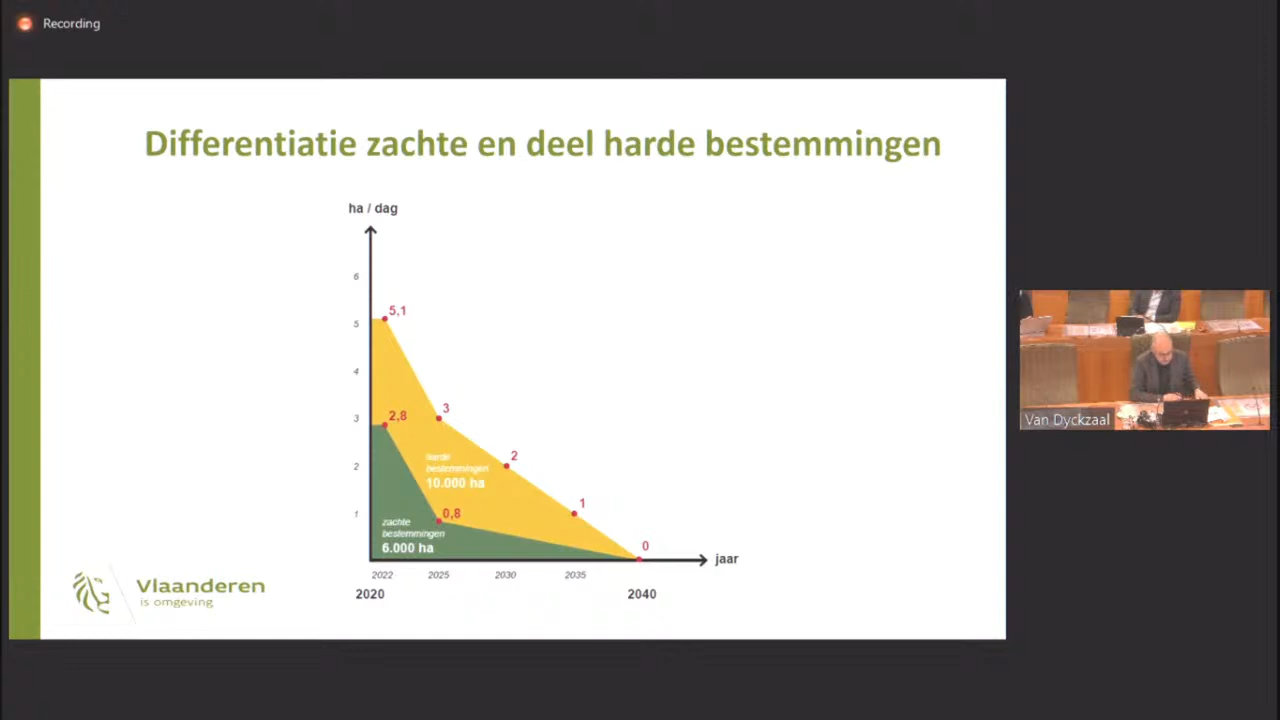 Recording
Differentiatie zachte en deel harde bestemmingen
ha / dag
6
5
4
3
2
1
5,1
3
2
1
0
2,8
0,8
harde
bestemmingen
10.000 ha
zachte
bestemmingen
6.000 ha
jaar
2022 2025 2030 2035
2020 2040
Vlaanderen
is omgeving
Van Dyckzaal